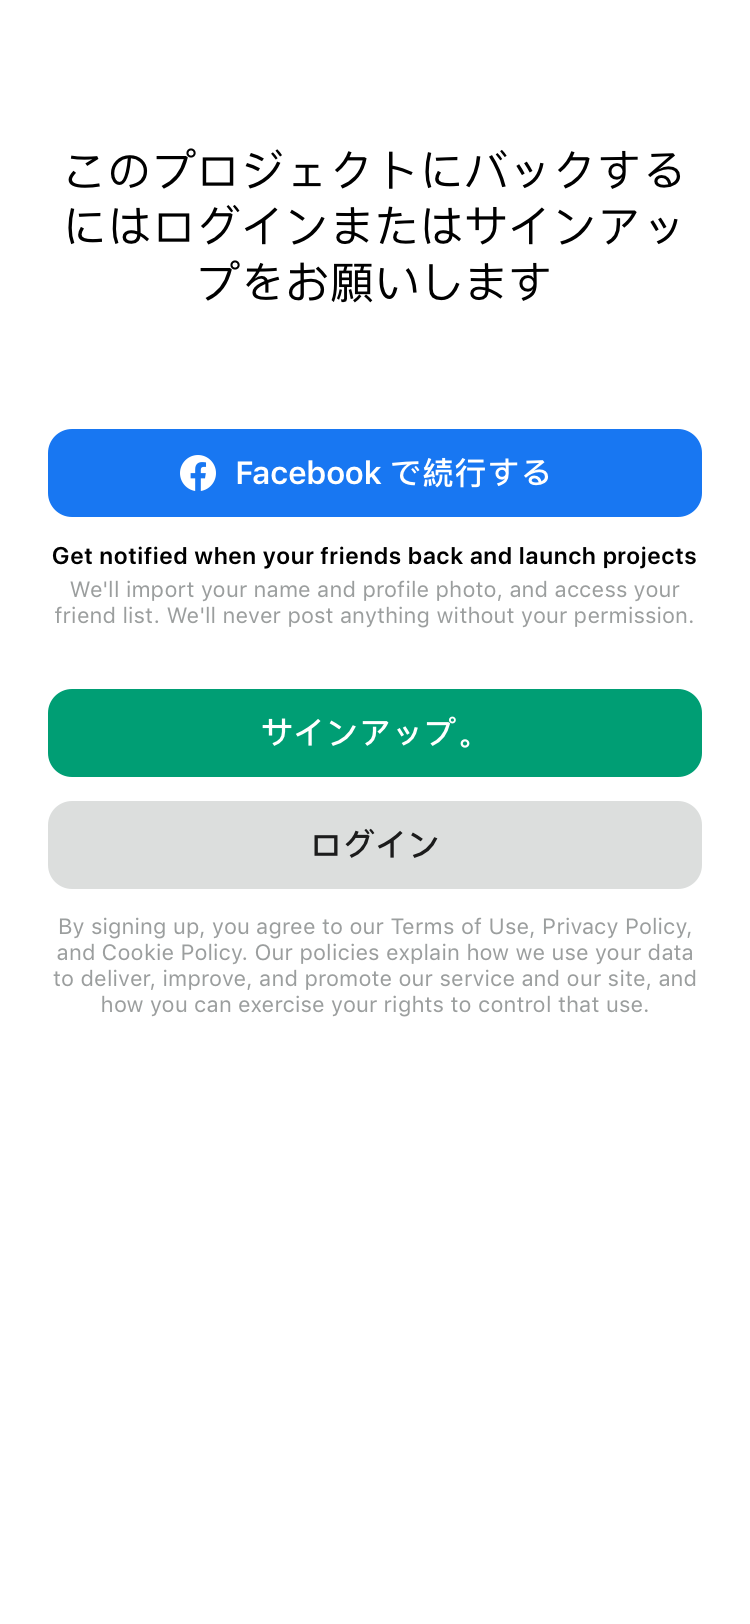 このプロジェクトにバックする
にはログインまたはサインアッ
プをお願いします
Facebook で続行する
Get notified when your friends back and launch projects
We'll import your name and profile photo, and access your
friend list. We'll never post anything without your permission.
サインアップ。
ログイン
By signing up, you agree to our Terms of Use, Privacy Policy,
and Cookie Policy. Our policies explain how we use your data
to deliver, improve, and promote our service and our site, and
how you can exercise your rights to control that use.